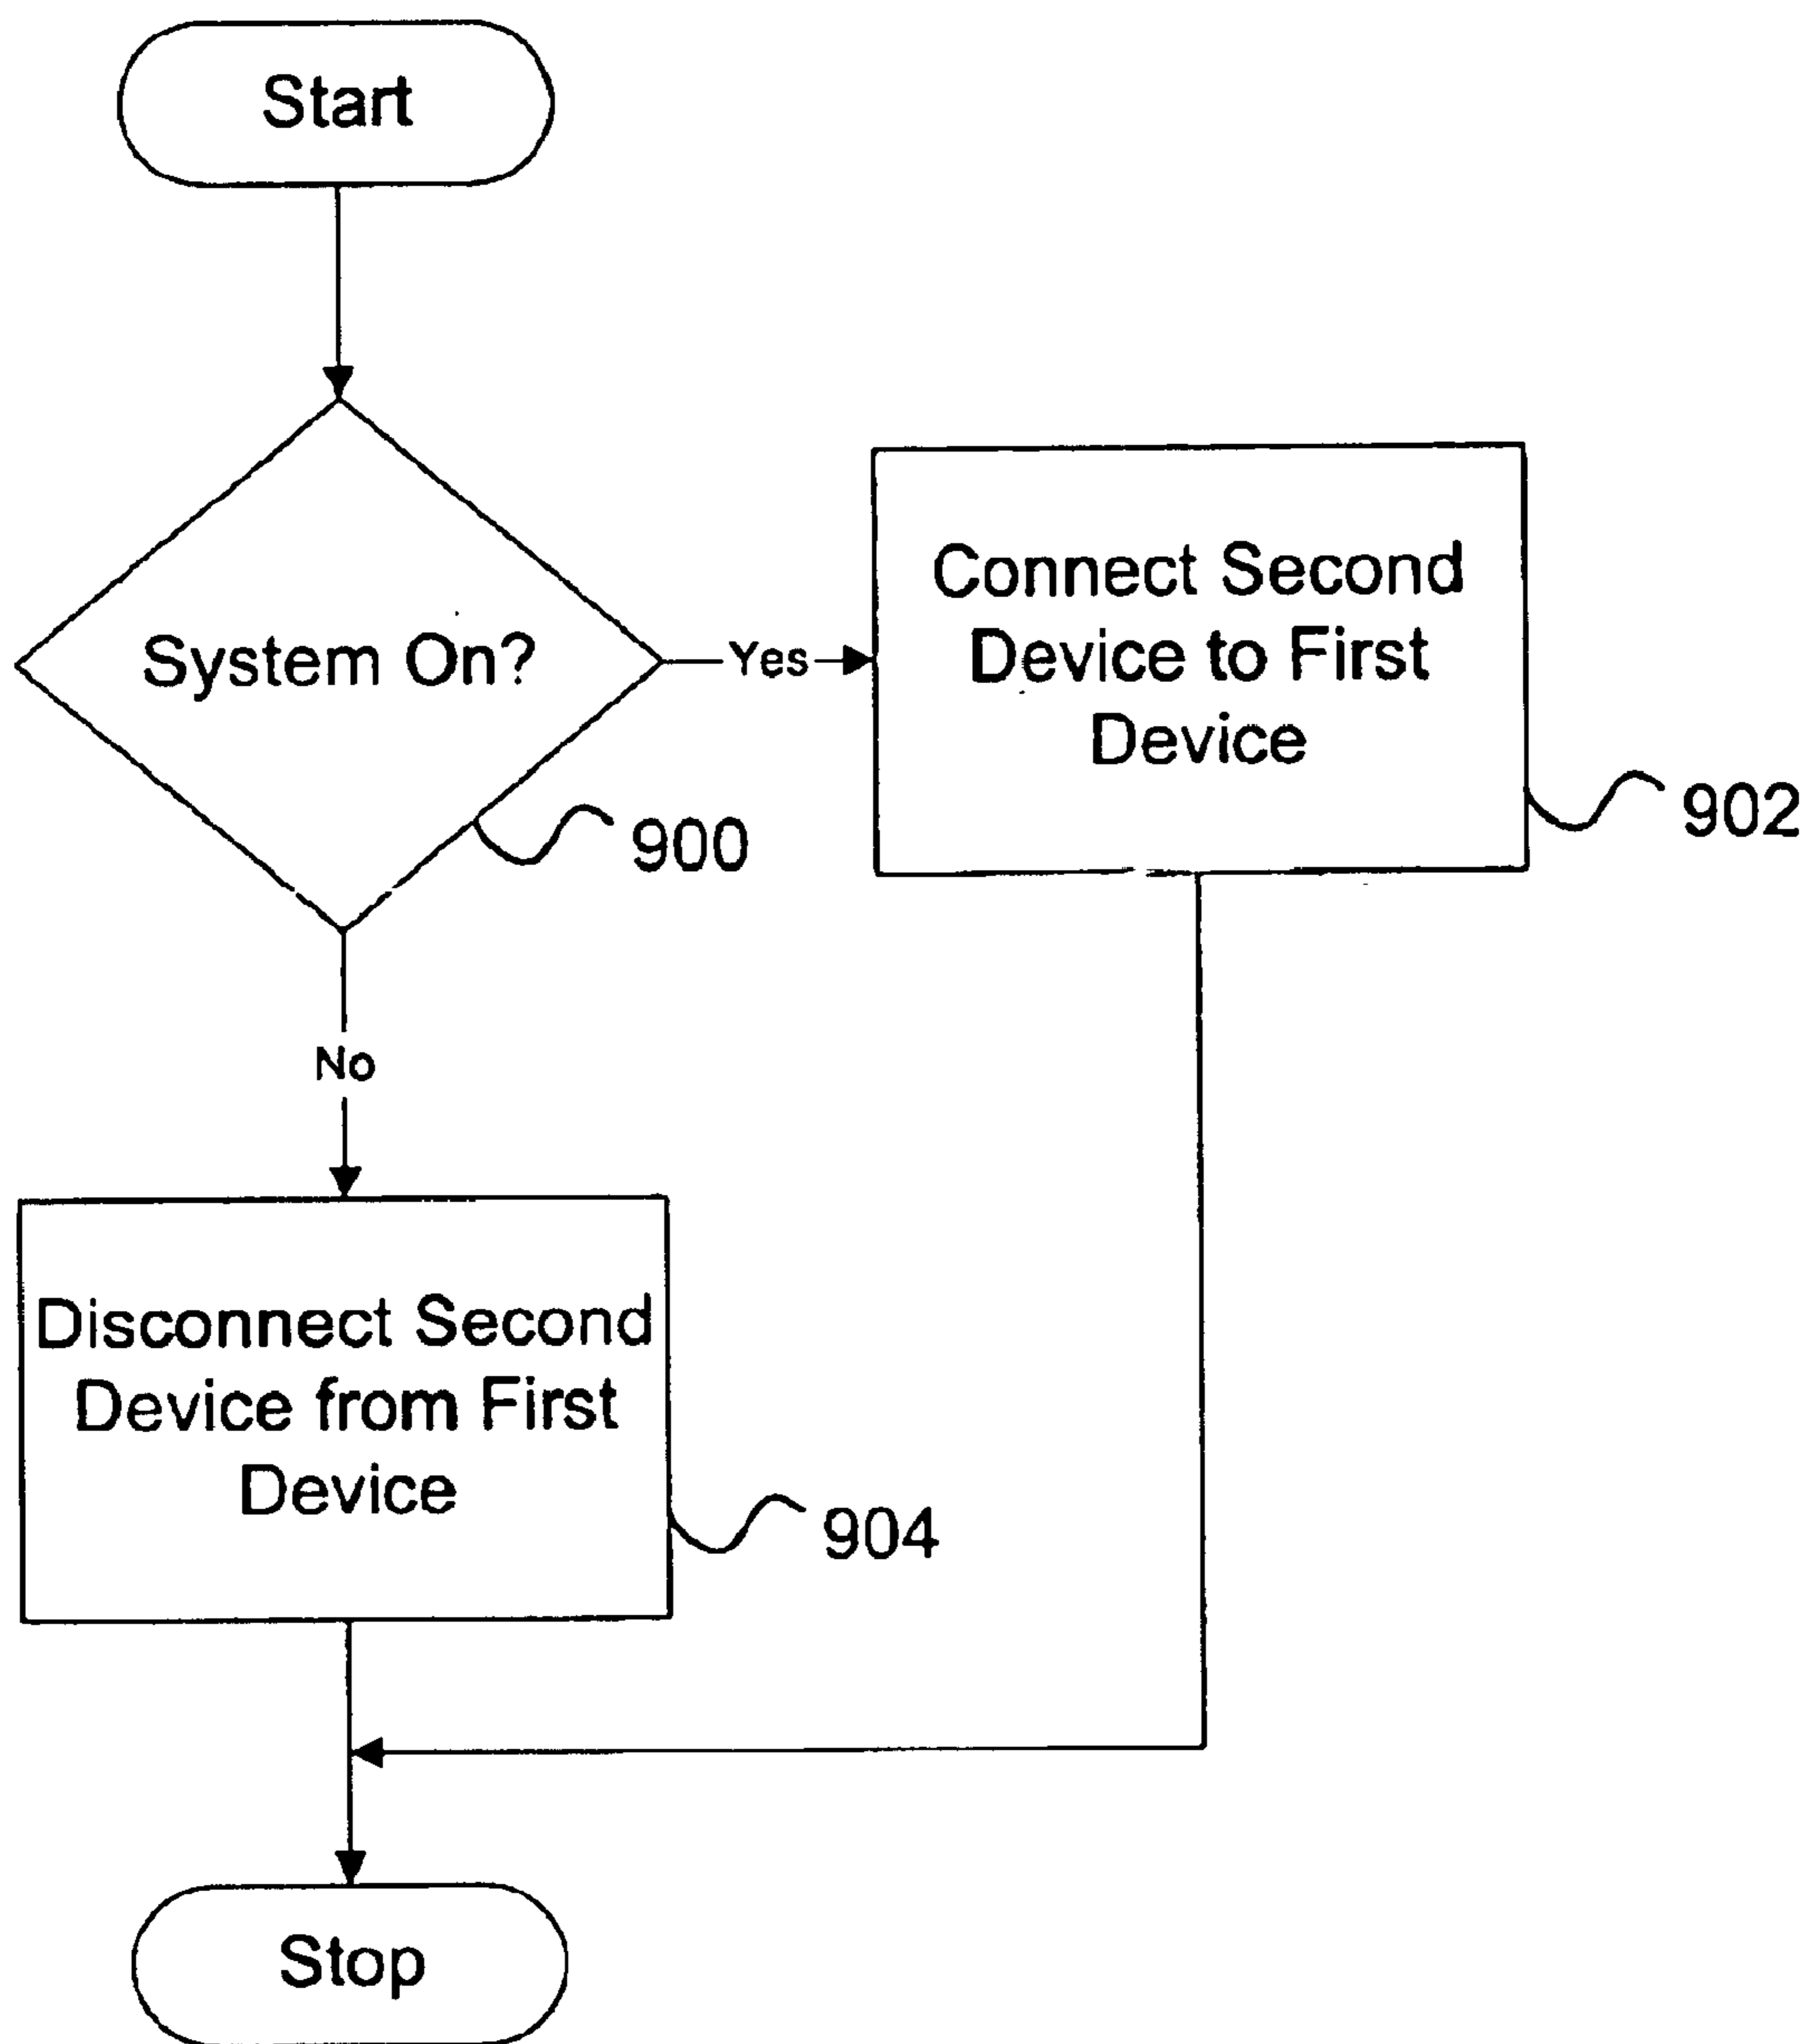 Start
System On?
Yes
Connect Second
Device to First
Device
902
900
No
Disconnect Second
Device from First
Device
904
Stop